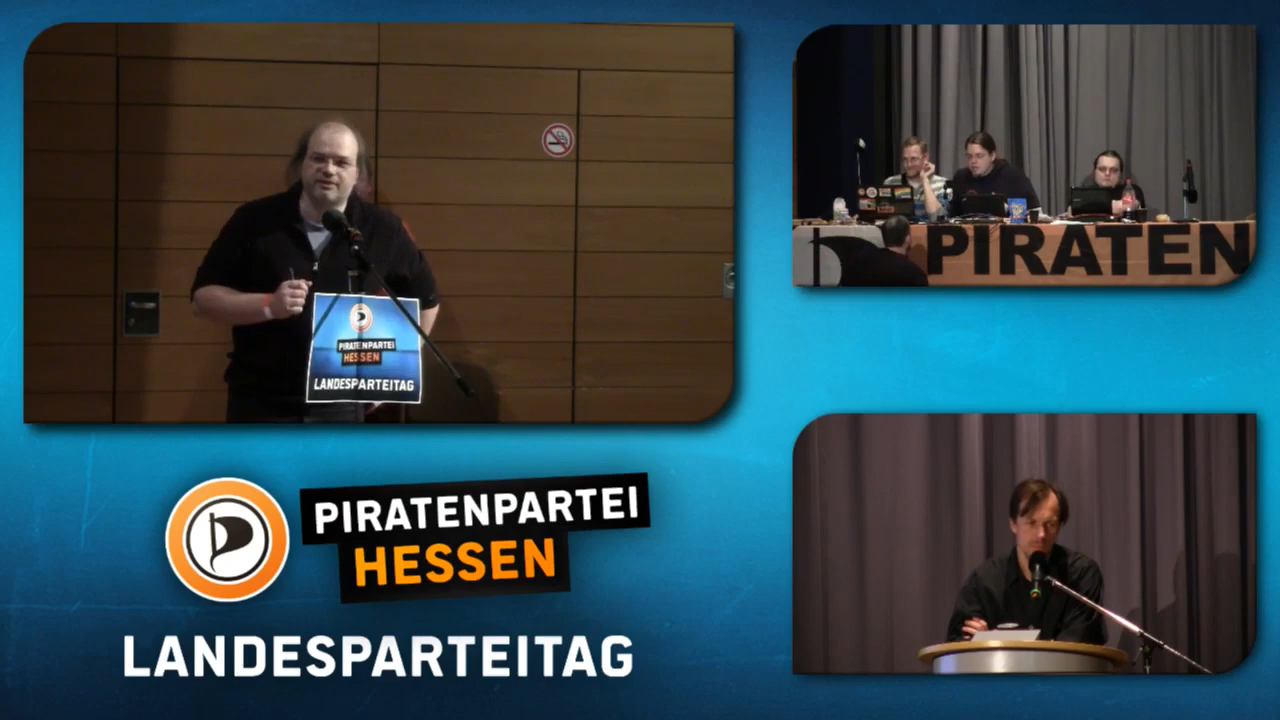 PIRATENPARTEI
HESSEN
LANDESPARTEITAG
PIRATEN
PIRATENPARTEI
HESSEN
LANDESPARTEITAG